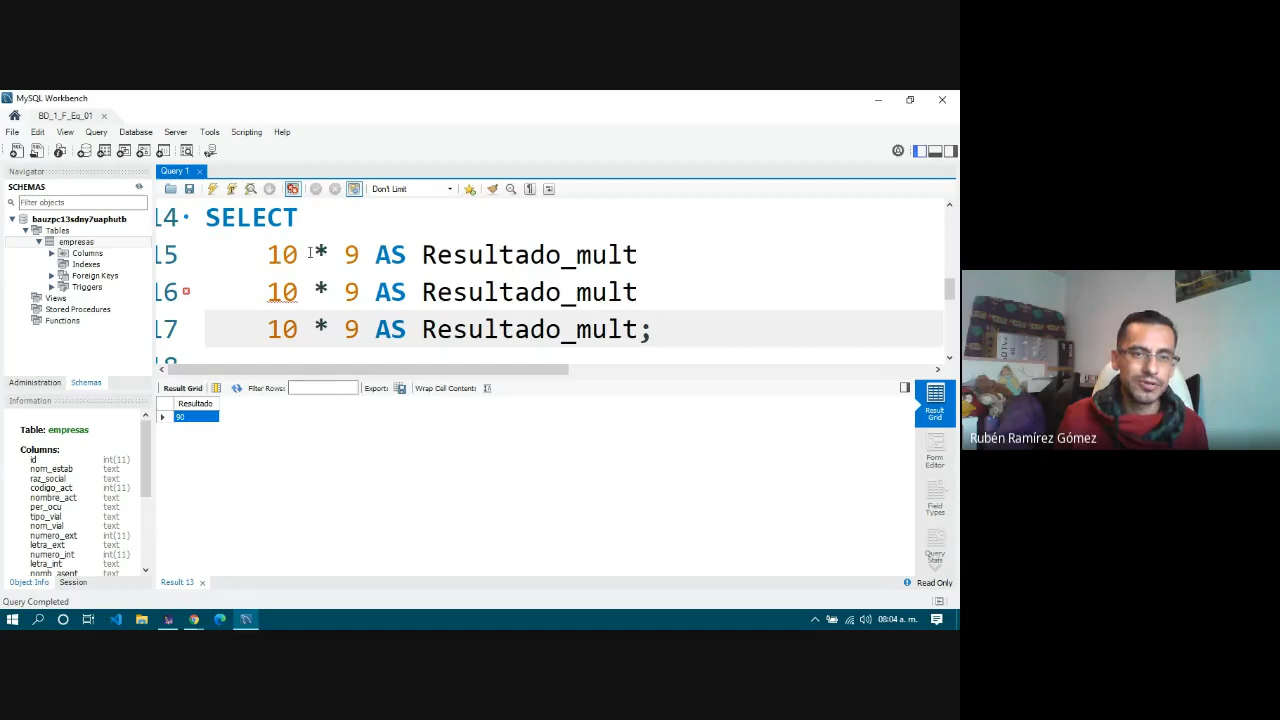 MySQL Workbench
BD_1_F_Eq_01
File Edit View Query Database Server Tools Scripting Help
Navigator
SCHEMAS
Filter objects
bauzpc13sdny7uaphutb
Tables
empresas
Columns
Indexes
Foreign Keys
Triggers
Views
Stored Procedures
Functions
Administration Schemas
Information
Table: empresas
Columns:
id int(11)
nom_estab text
raz_social text
codigo_act int(11)
nombre_act text
per_ocu text
tipo_vial text
nom_vial text
numero_ext int(11)
letra_ext text
numero_int int(11)
letra_int text
nomb_asent text
Object Info Session
Query Completed
Query 1
Don't Limit
14 SELECT
15 10 * 9 AS Resultado_mult
16 10 * 9 AS Resultado_mult
17 10 * 9 AS Resultado_mult;
18
Result Grid Filter Rows: Export: Wrap Cell Content:
Resultado
90
Result Grid
Form Editor
Field Types
Query Stats
Result 13
Read Only
08:04 a. m.
Rubén Ramírez Gómez